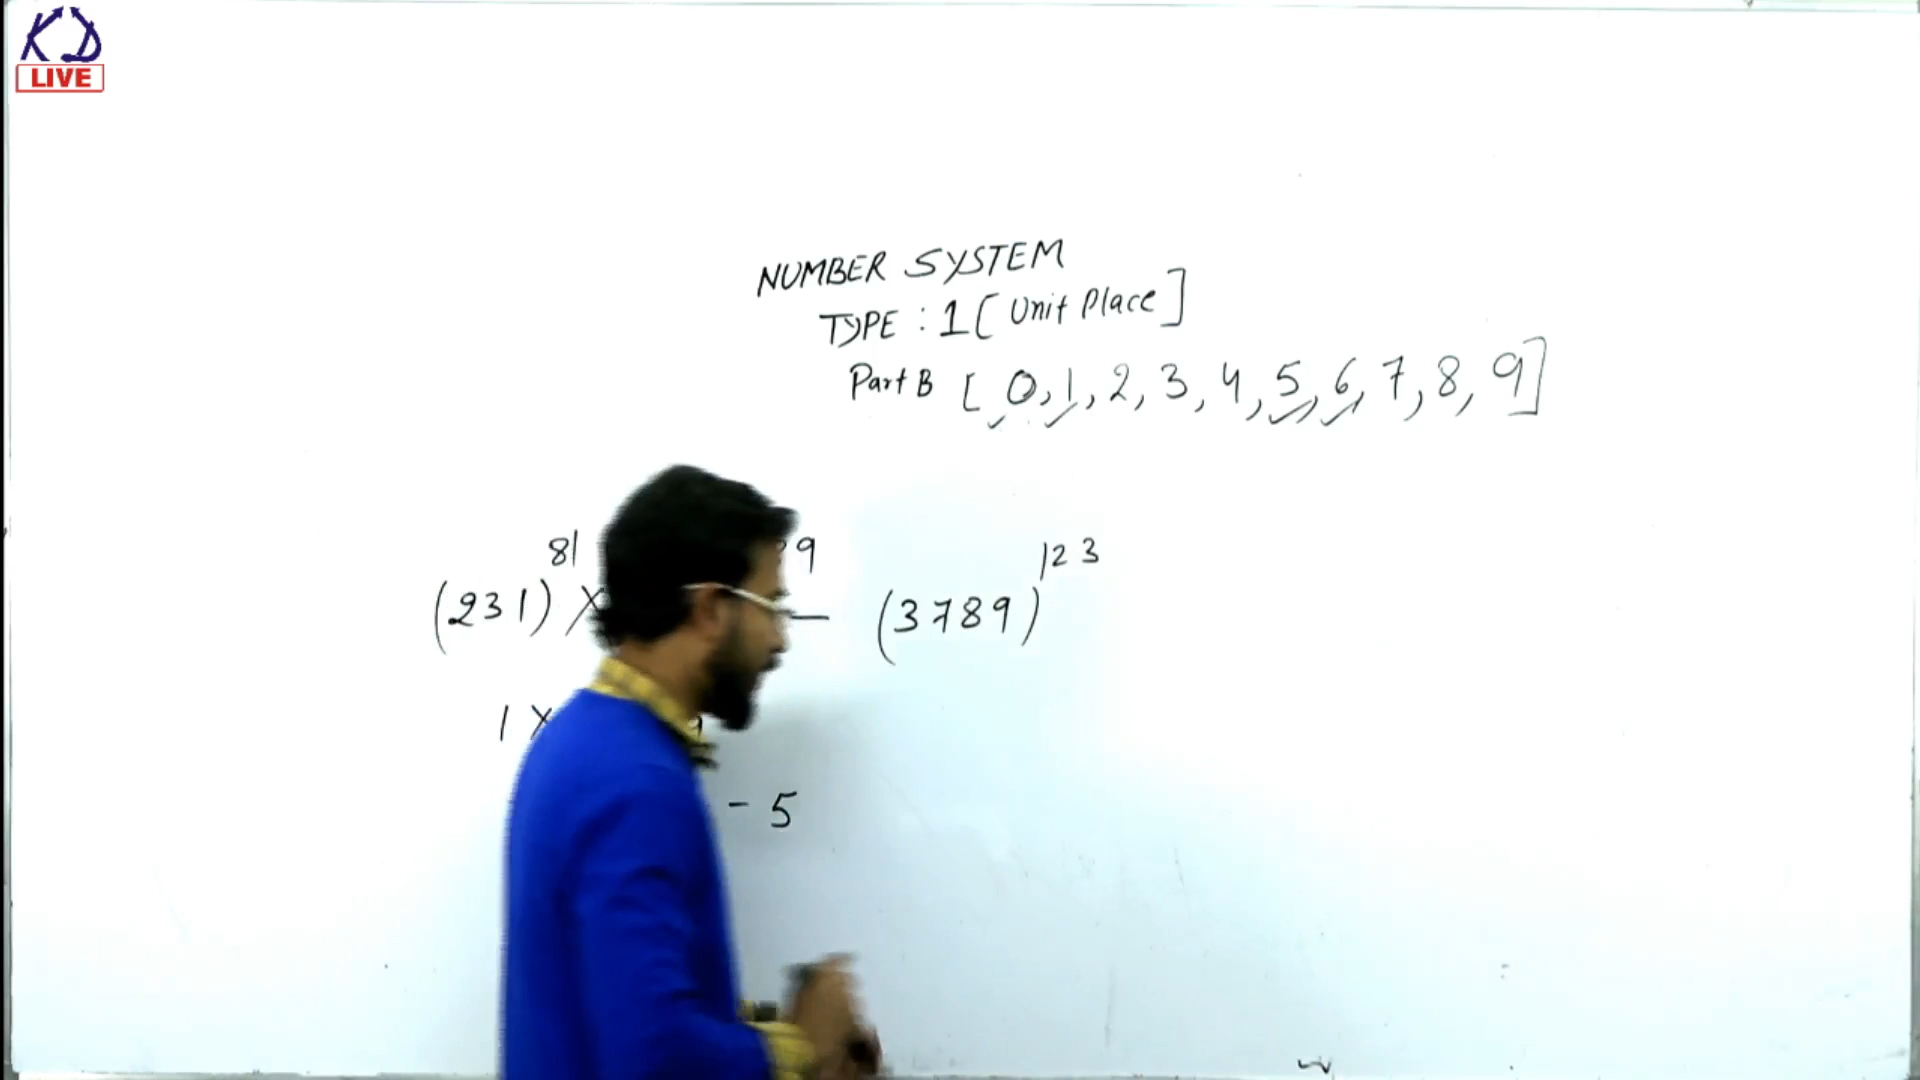 KD
LIVE
NUMBER SYSTEM
TYPE : 1 [ Unit Place ]
Part B [ 0, 1, 2, 3, 4, 5, 6, 7, 8, 9 ]
81 9 123
(231) × — (3789)
1 ×
- 5